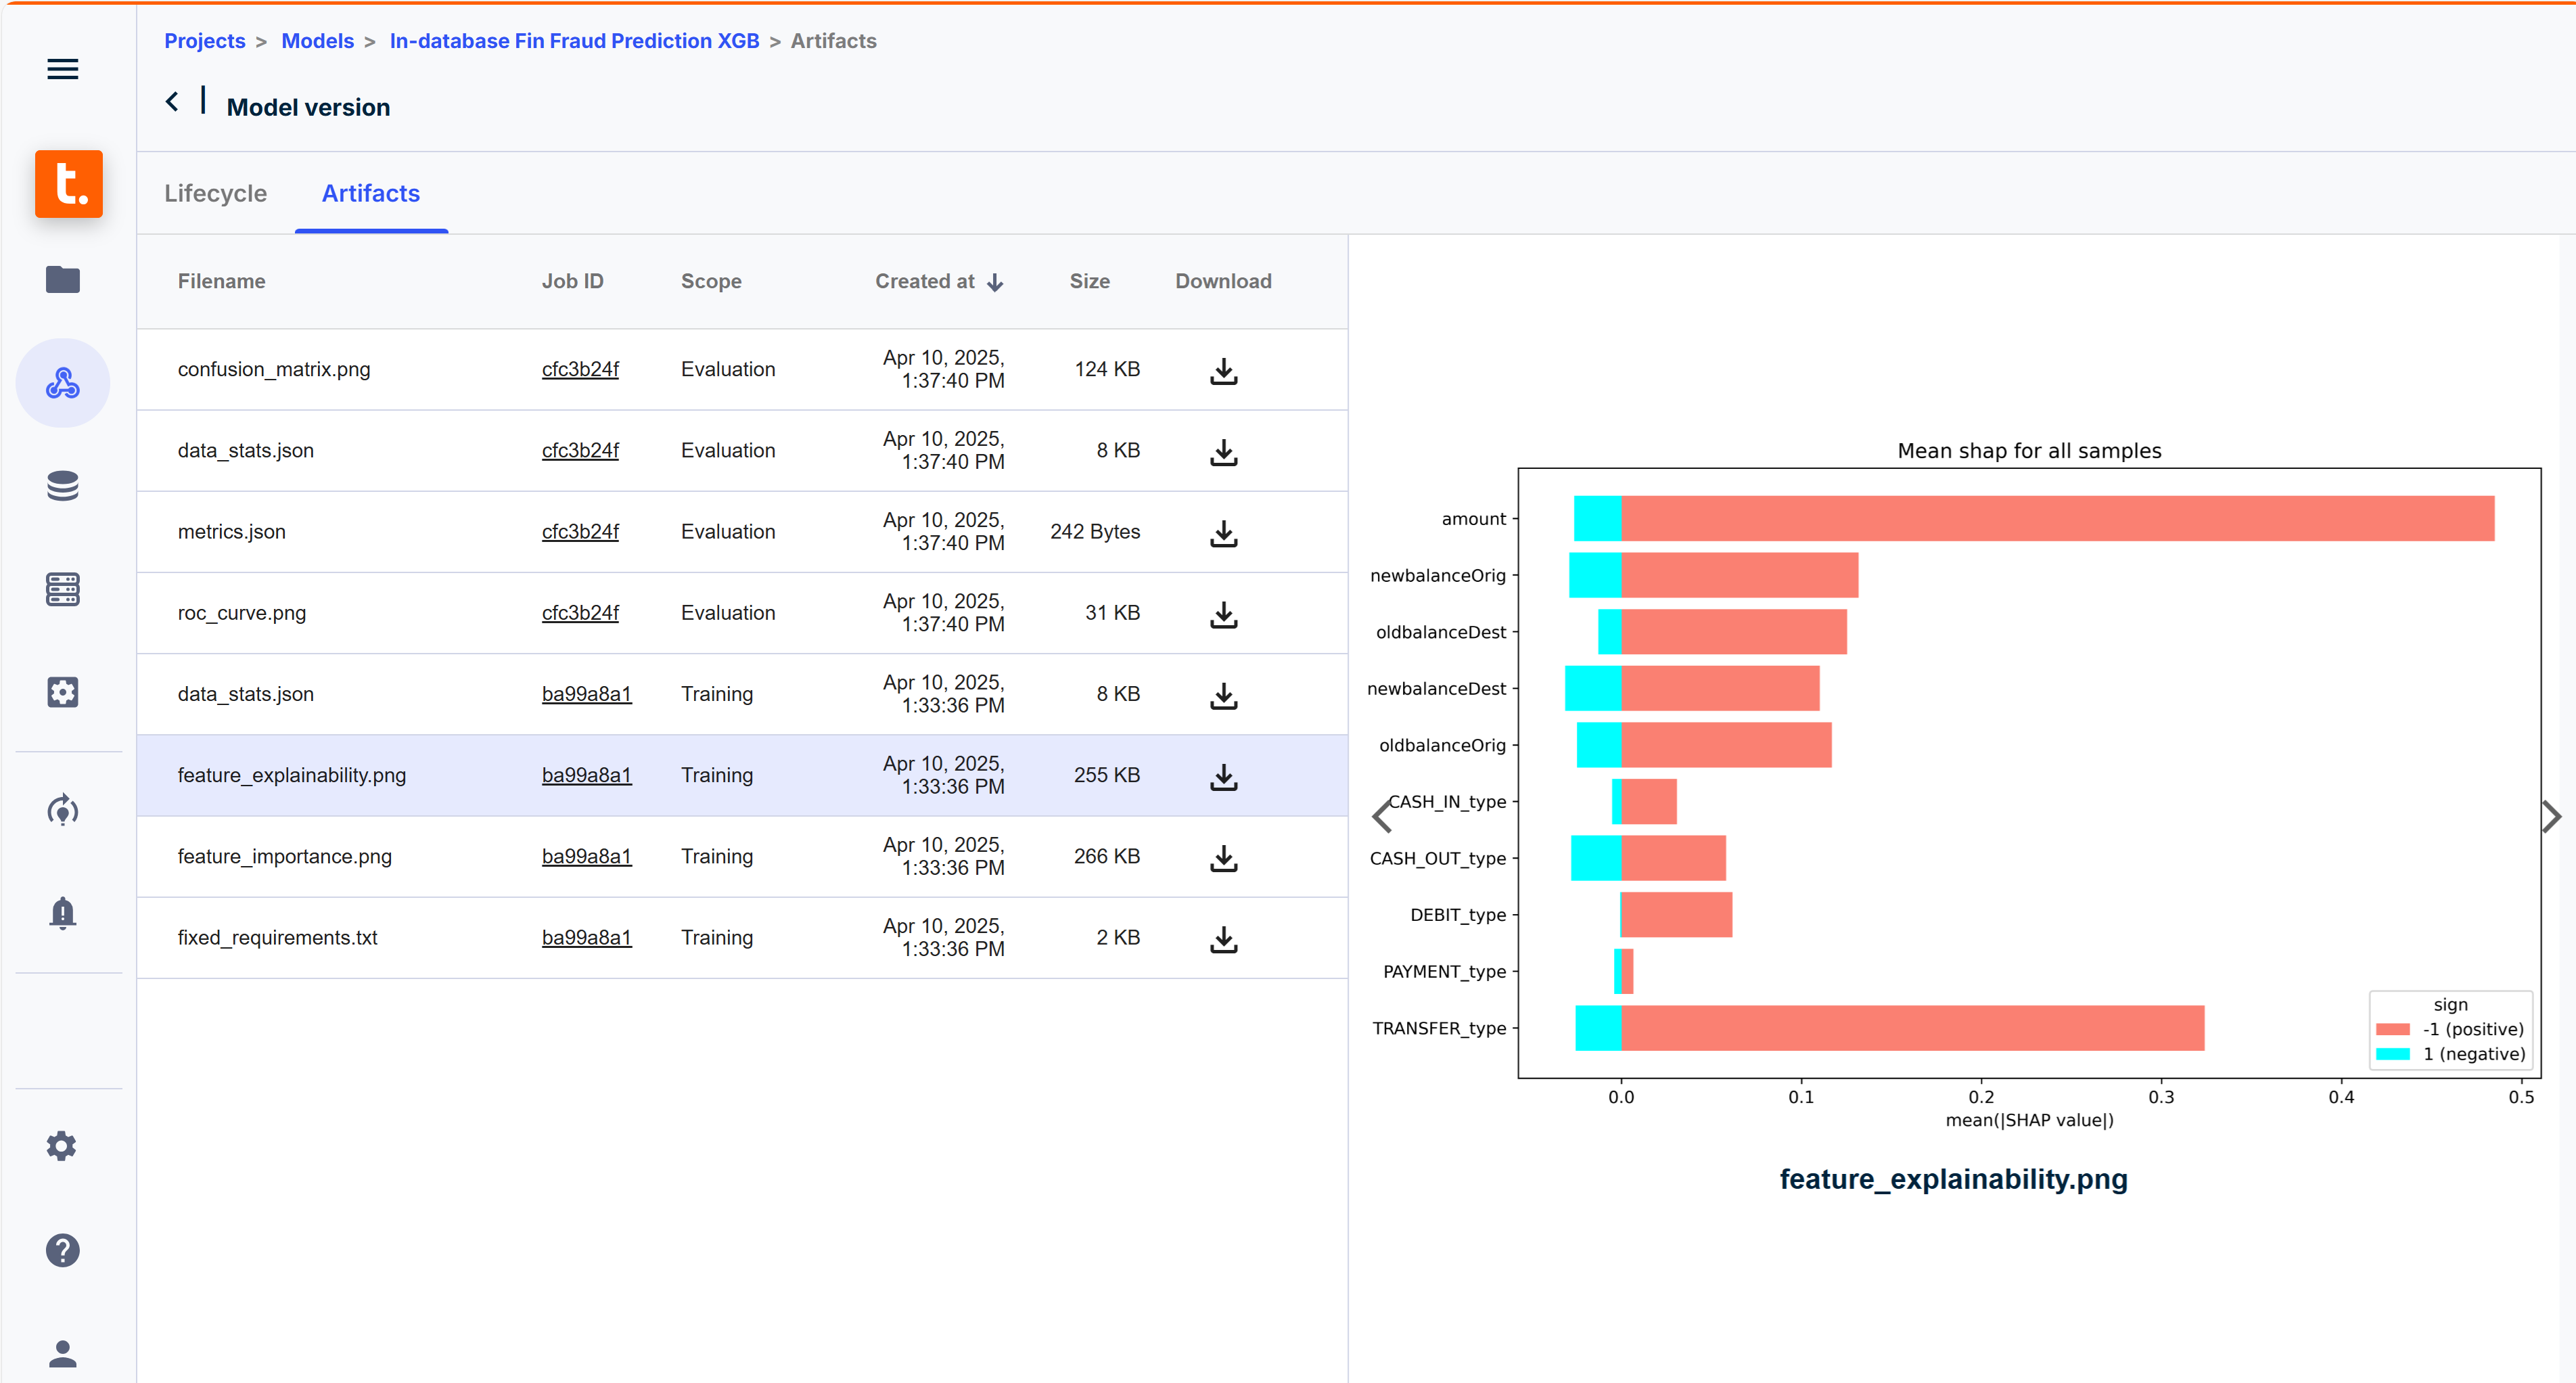 Projects > Models > In-database Fin Fraud Prediction XGB > Artifacts
Model version
t.
Lifecycle Artifacts
Filename Job ID Scope Created at Size Download
confusion_matrix.png cfc3b24f Evaluation Apr 10, 2025, 1:37:40 PM 124 KB
data_stats.json cfc3b24f Evaluation Apr 10, 2025, 1:37:40 PM 8 KB
metrics.json cfc3b24f Evaluation Apr 10, 2025, 1:37:40 PM 242 Bytes
roc_curve.png cfc3b24f Evaluation Apr 10, 2025, 1:37:40 PM 31 KB
data_stats.json ba99a8a1 Training Apr 10, 2025, 1:33:36 PM 8 KB
feature_explainability.png ba99a8a1 Training Apr 10, 2025, 1:33:36 PM 255 KB
feature_importance.png ba99a8a1 Training Apr 10, 2025, 1:33:36 PM 266 KB
fixed_requirements.txt ba99a8a1 Training Apr 10, 2025, 1:33:36 PM 2 KB
Mean shap for all samples
amount
newbalanceOrig
oldbalanceDest
newbalanceDest
oldbalanceOrig
CASH_IN_type
CASH_OUT_type
DEBIT_type
PAYMENT_type
TRANSFER_type
sign
-1 (positive)
1 (negative)
0.0 0.1 0.2 0.3 0.4 0.5
mean(|SHAP value|)
feature_explainability.png